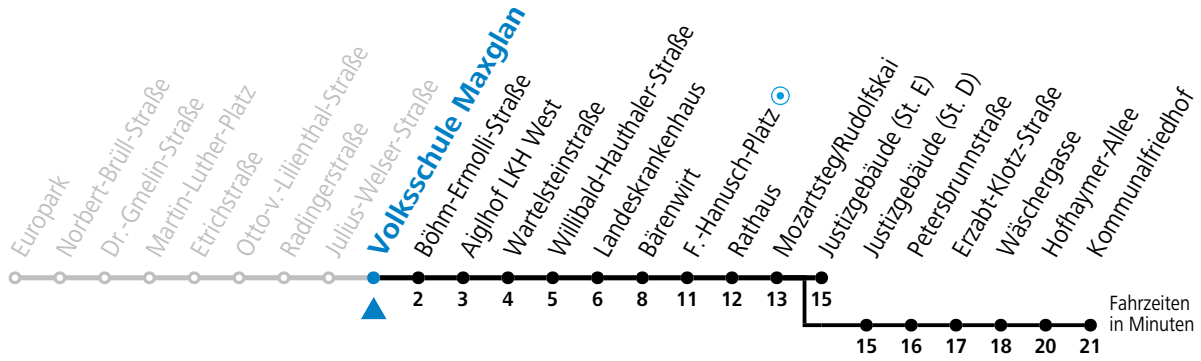 Europark
Norbert-Brüll-Straße
Dr.-Gmelin-Straße
Martin-Luther-Platz
Etrichstraße
Otto-v.-Lilienthal-Straße
Radingerstraße
Julius-Welser-Straße
Volksschule Maxglan
Böhm-Ermolli-Straße
Aiglhof LKH West
Wartelsteinstraße
Willibald-Hauthaler-Straße
Landeskrankenhaus
Bärenwirt
F.-Hanusch-Platz
Rathaus
Mozartsteg/Rudolfskai
Justizgebäude (St. E)
Justizgebäude (St. D)
Petersbrunnstraße
Erzabt-Klotz-Straße
Wäschergasse
Hofhaymer-Allee
Kommunalfriedhof
2 3 4 5 6 8 11 12 13 15
Fahrzeiten
in Minuten
15 16 17 18 20 21